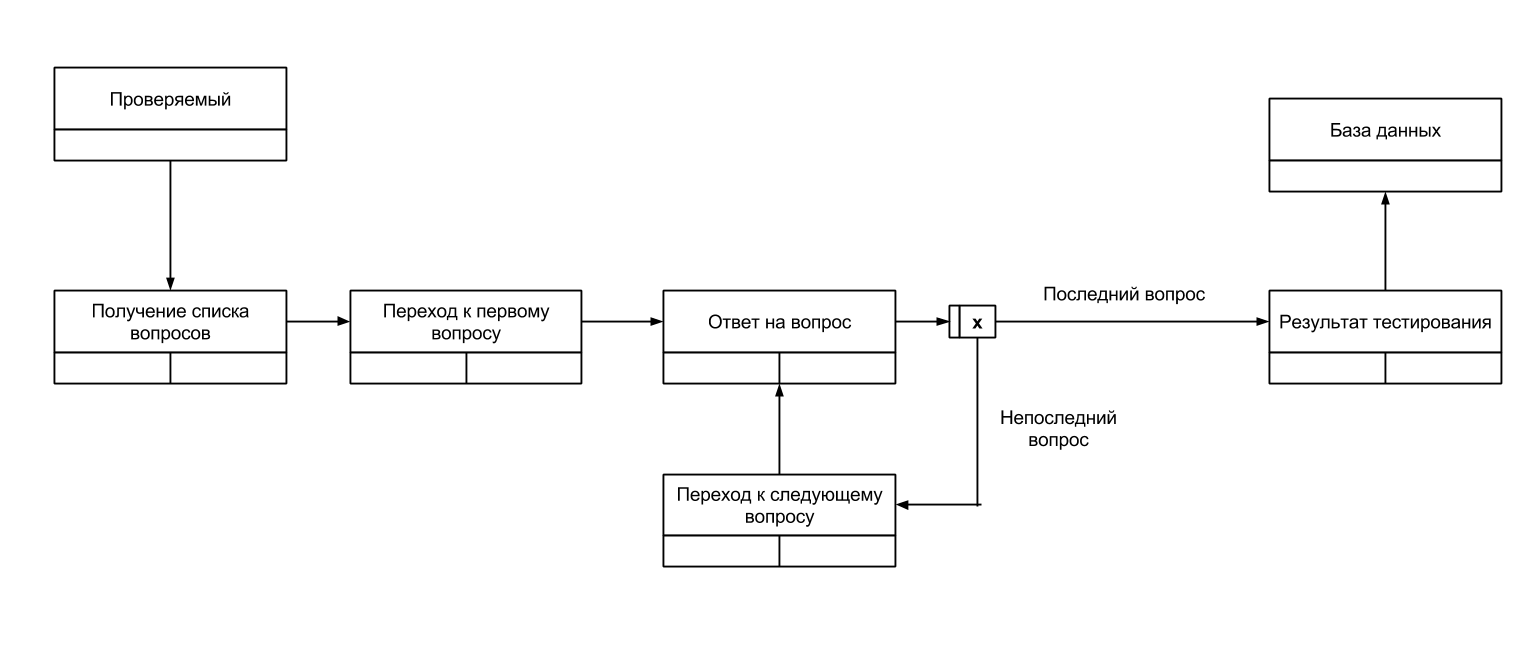 Проверяемый
База данных
Получение списка
вопросов
Переход к первому
вопросу
Ответ на вопрос
x
Последний вопрос
Результат тестирования
Непоследний
вопрос
Переход к следующему
вопросу